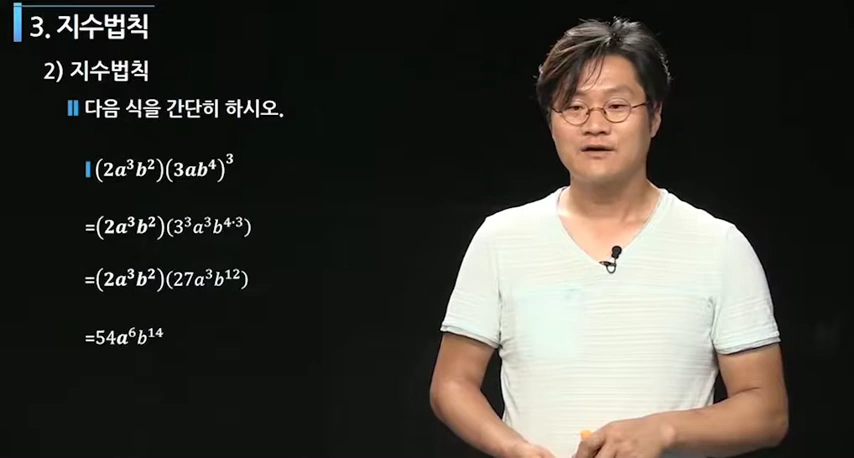 3. 지수법칙
2) 지수법칙
다음 식을 간단히 하시오.
(2a³b²)(3ab⁴)³
=(2a³b²)(3³a³b⁴·³)
=(2a³b²)(27a³b¹²)
=54a⁶b¹⁴